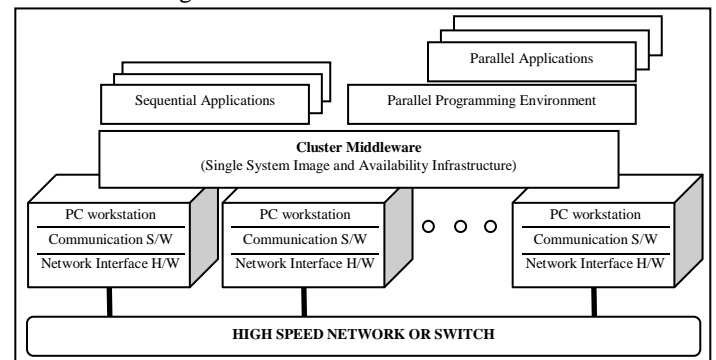 Parallel Applications
Sequential Applications
Parallel Programming Environment
Cluster Middleware
(Single System Image and Availability Infrastructure)
PC workstation
Communication S/W
Network Interface H/W
PC workstation
Communication S/W
Network Interface H/W
PC workstation
Communication S/W
Network Interface H/W
HIGH SPEED NETWORK OR SWITCH